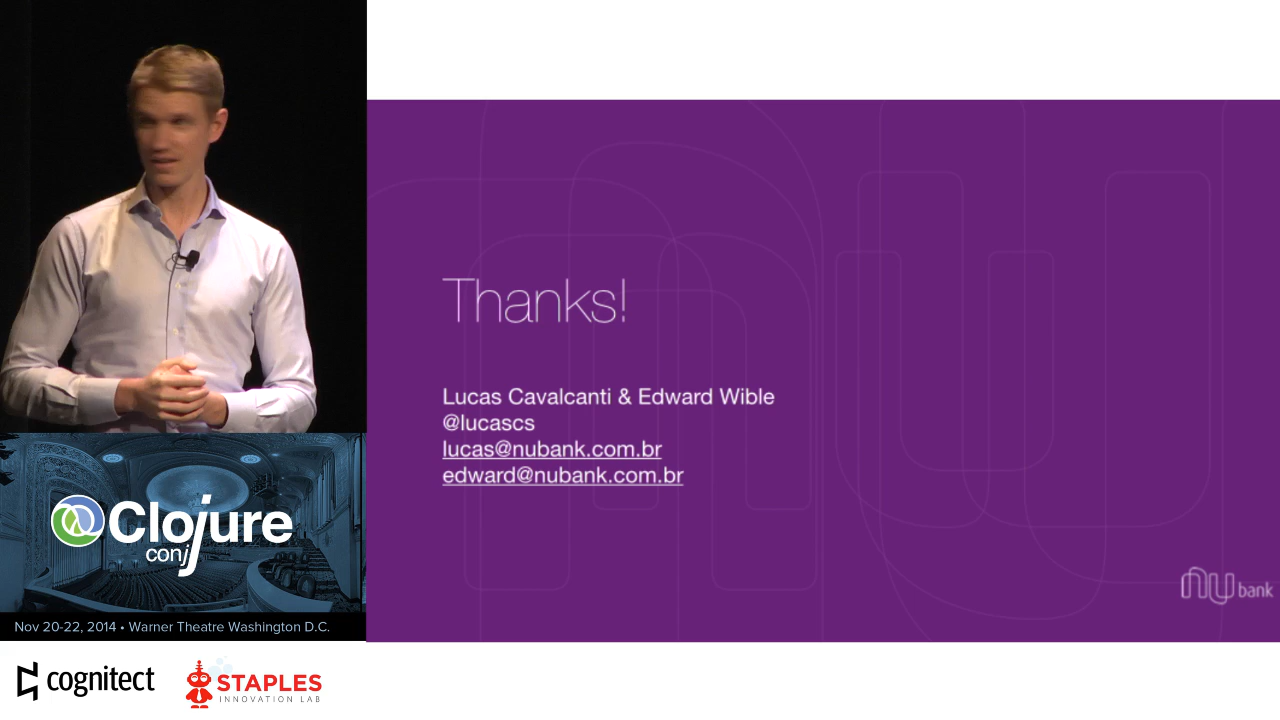 Thanks!
Lucas Cavalcanti & Edward Wible
@lucascs
lucas@nubank.com.br
edward@nubank.com.br
nu bank
Clojure
conj
Nov 20-22, 2014 • Warner Theatre Washington D.C.
cognitect
STAPLES
INNOVATION LAB